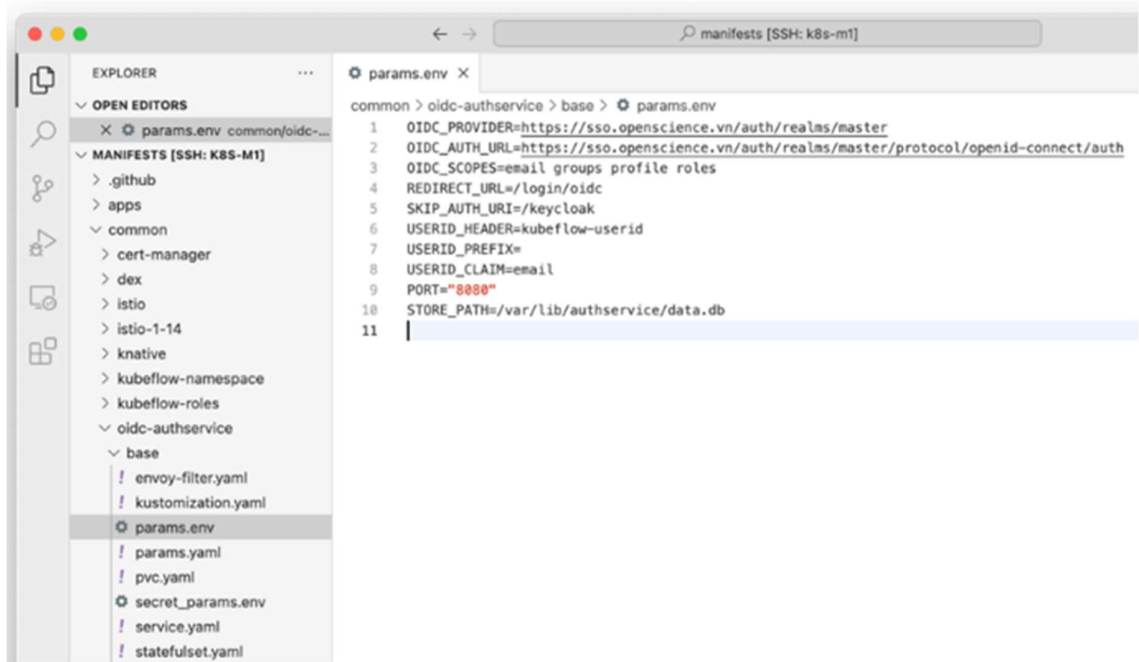 manifests [SSH: k8s-m1]
EXPLORER
params.env
OPEN EDITORS
params.env common/oidc-...
MANIFESTS [SSH: K8S-M1]
.github
apps
common
cert-manager
dex
istio
istio-1-14
knative
kubeflow-namespace
kubeflow-roles
oidc-authservice
base
envoy-filter.yaml
kustomization.yaml
params.env
params.yaml
pvc.yaml
secret_params.env
service.yaml
statefulset.yaml
common > oidc-authservice > base > params.env
1 OIDC_PROVIDER=https://sso.openscience.vn/auth/realms/master
2 OIDC_AUTH_URL=https://sso.openscience.vn/auth/realms/master/protocol/openid-connect/auth
3 OIDC_SCOPES=email groups profile roles
4 REDIRECT_URL=/login/oidc
5 SKIP_AUTH_URI=/keycloak
6 USERID_HEADER=kubeflow-userid
7 USERID_PREFIX=
8 USERID_CLAIM=email
9 PORT="8080"
10 STORE_PATH=/var/lib/authservice/data.db
11